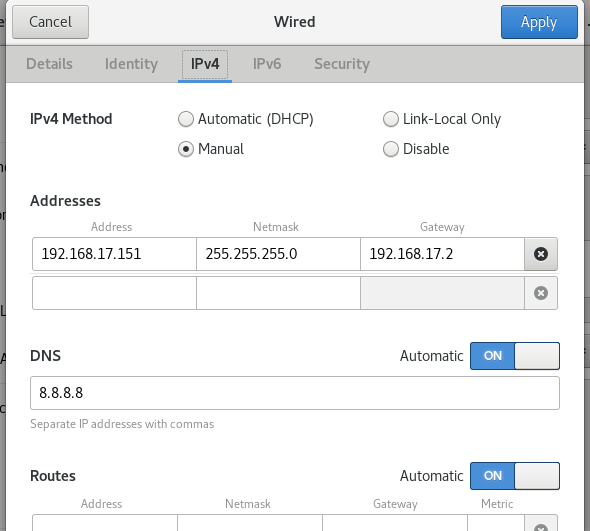 Cancel Wired Apply
Details Identity IPv4 IPv6 Security
IPv4 Method Automatic (DHCP) Link-Local Only
Manual Disable
Addresses
Address Netmask Gateway
192.168.17.151 255.255.255.0 192.168.17.2
DNS Automatic ON
8.8.8.8
Separate IP addresses with commas
Routes Automatic ON
Address Netmask Gateway Metric